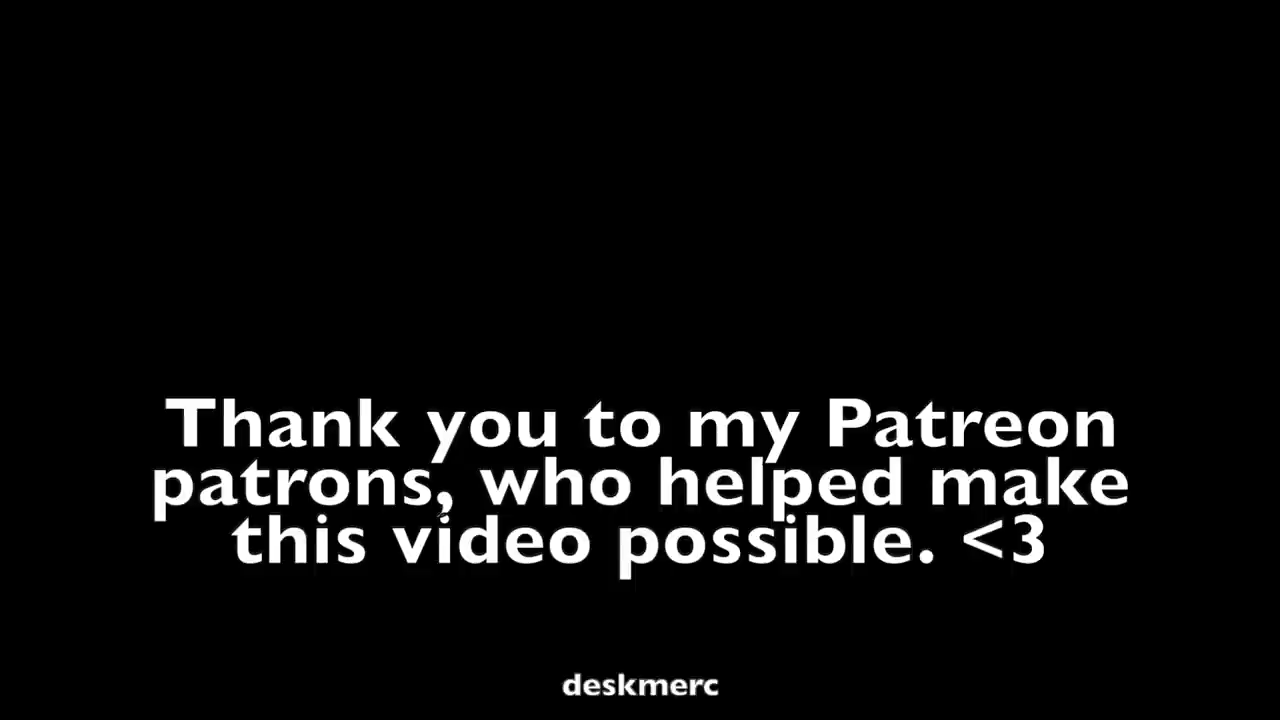 Thank you to my Patreon
patrons, who helped make
this video possible. <3
deskmerc